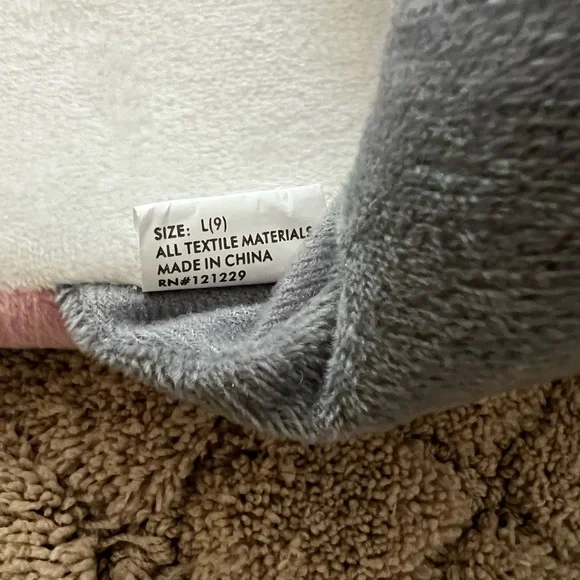 SIZE: L(9)
ALL TEXTILE MATERIALS
MADE IN CHINA
RN#121229